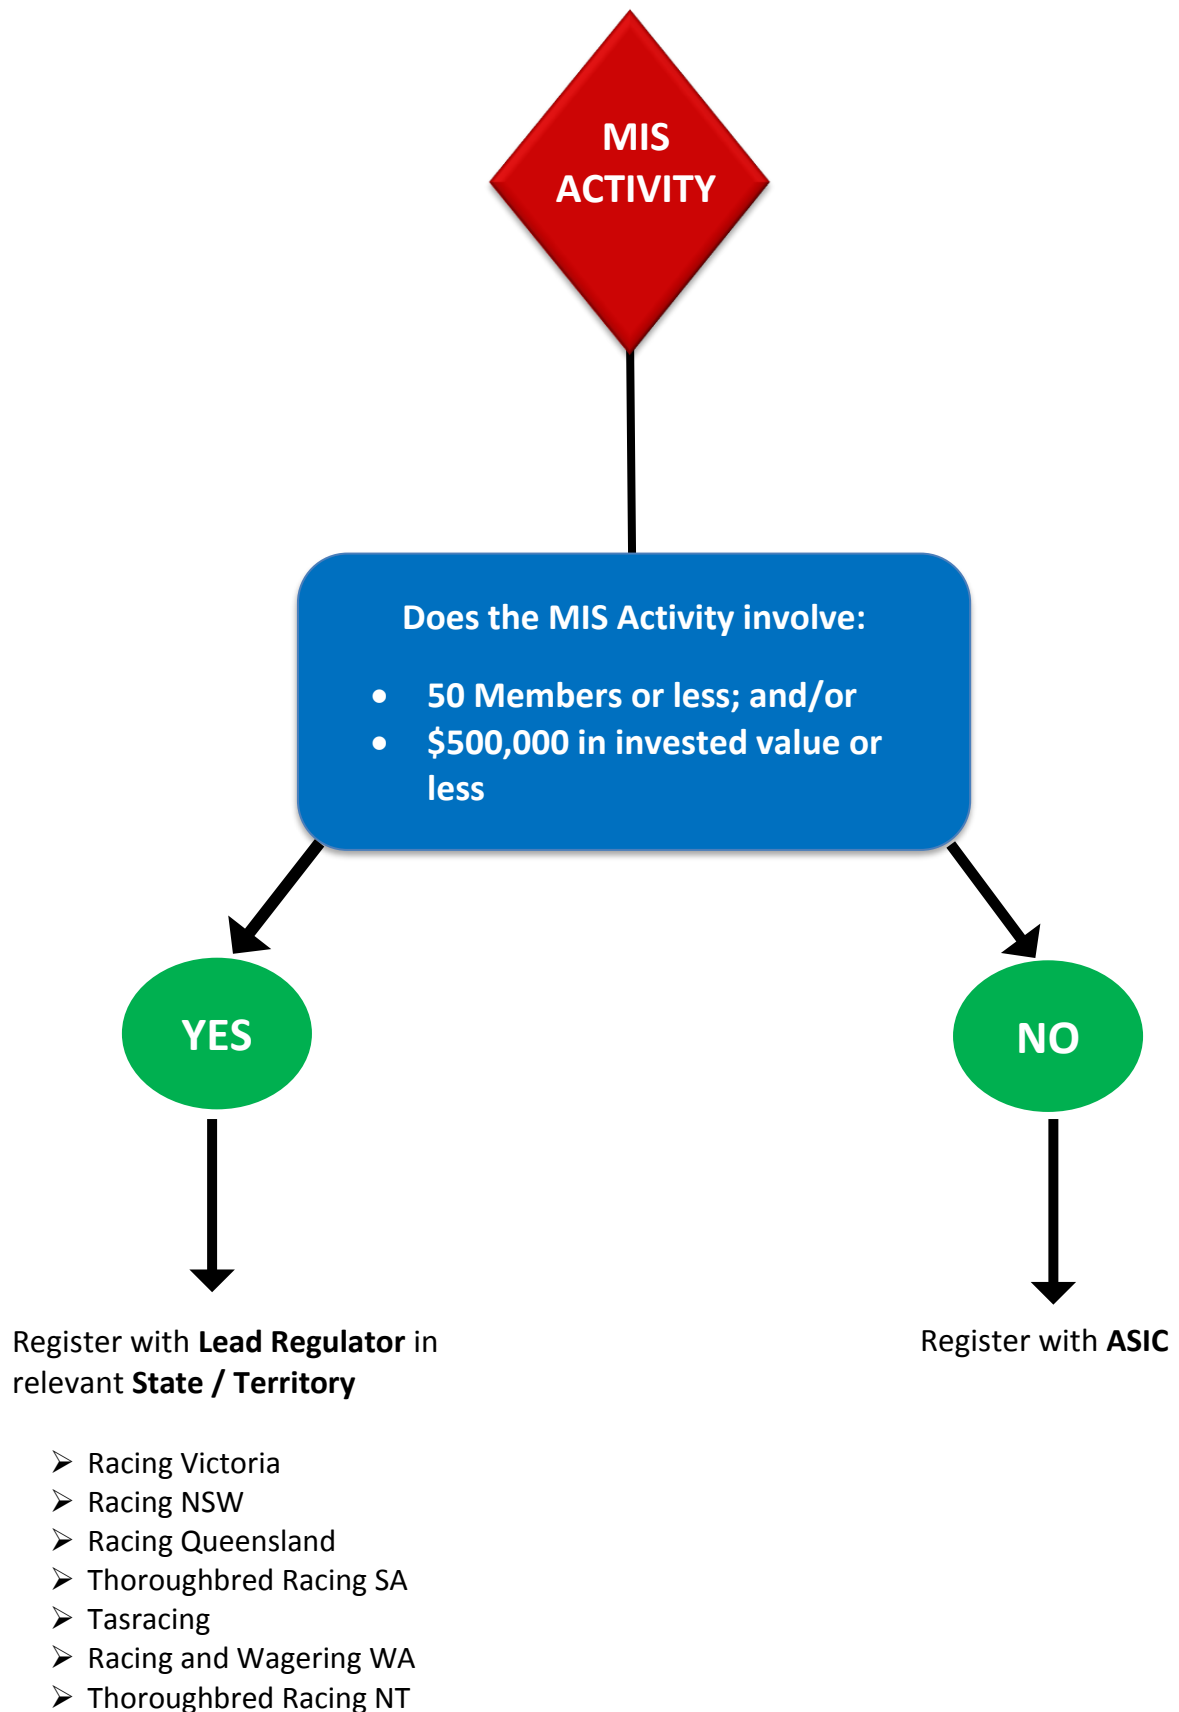 MIS
ACTIVITY
Does the MIS Activity involve:
• 50 Members or less; and/or
• $500,000 in invested value or
less
YES
NO
Register with Lead Regulator in
relevant State / Territory
➢ Racing Victoria
➢ Racing NSW
➢ Racing Queensland
➢ Thoroughbred Racing SA
➢ Tasracing
➢ Racing and Wagering WA
➢ Thoroughbred Racing NT
Register with ASIC